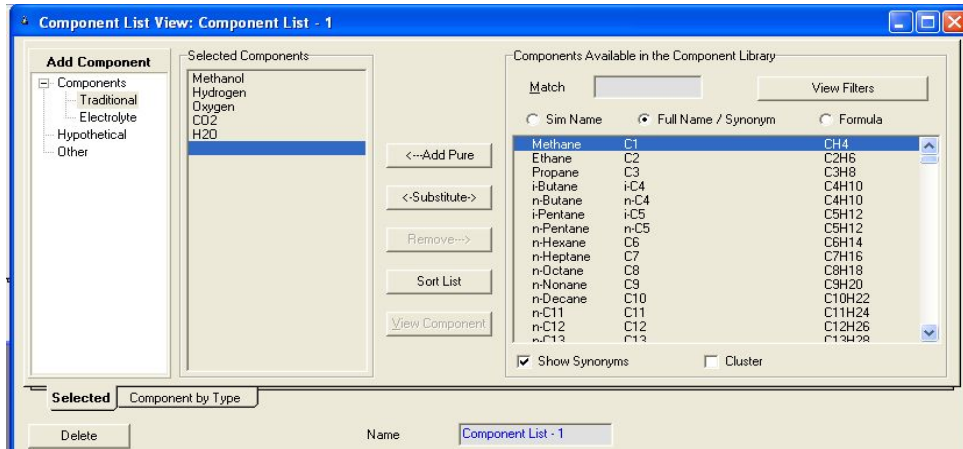 Component List View: Component List - 1
Add Component
Components
Traditional
Electrolyte
Hypothetical
Other
Selected Components
Methanol
Hydrogen
Oxygen
CO2
H2O
<---Add Pure
<-Substitute->
Remove--->
Sort List
View Component
Components Available in the Component Library
Match
View Filters
Sim Name Full Name / Synonym Formula
Methane C1 CH4
Ethane C2 C2H6
Propane C3 C3H8
i-Butane i-C4 C4H10
n-Butane n-C4 C4H10
i-Pentane i-C5 C5H12
n-Pentane n-C5 C5H12
n-Hexane C6 C6H14
n-Heptane C7 C7H16
n-Octane C8 C8H18
n-Nonane C9 C9H20
n-Decane C10 C10H22
n-C11 C11 C11H24
n-C12 C12 C12H26
n-C13 C13 C13H28
Show Synonyms Cluster
Selected Component by Type
Delete Name Component List - 1